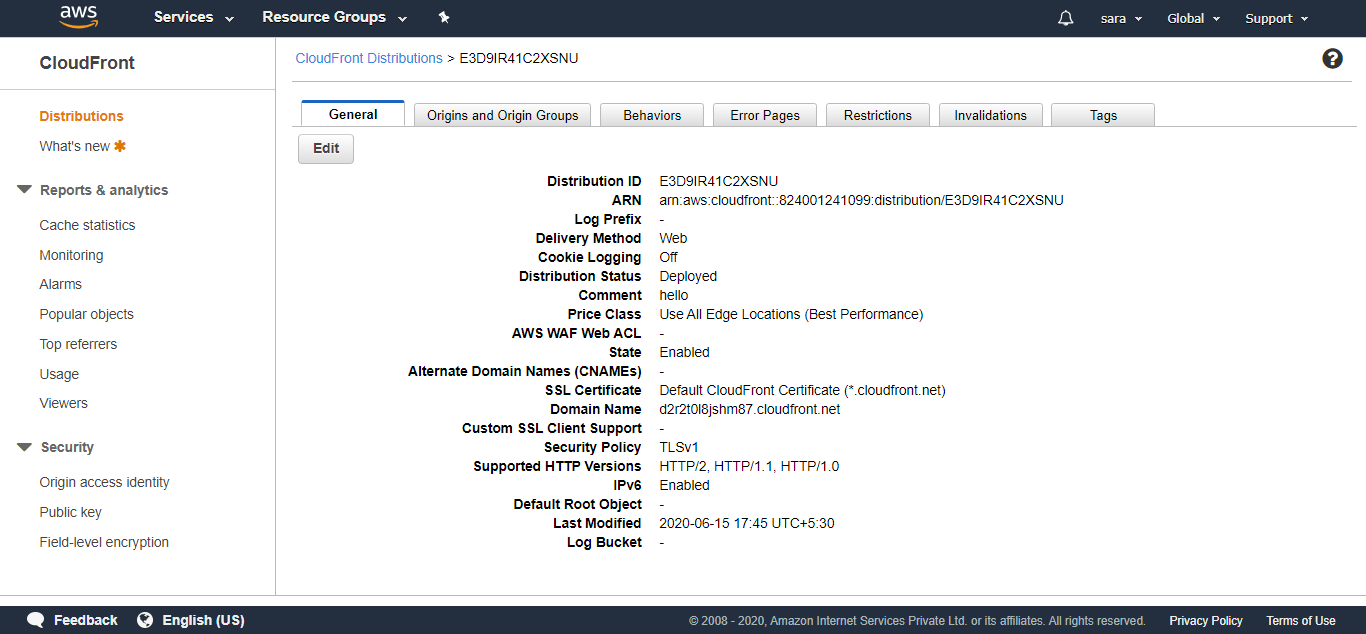 aws Services Resource Groups sara Global Support
CloudFront
CloudFront Distributions > E3D9IR41C2XSNU
Distributions
What's new
Reports & analytics
Cache statistics
Monitoring
Alarms
Popular objects
Top referrers
Usage
Viewers
Security
Origin access identity
Public key
Field-level encryption
General Origins and Origin Groups Behaviors Error Pages Restrictions Invalidations Tags
Edit
Distribution ID E3D9IR41C2XSNU
ARN arn:aws:cloudfront::824001241099:distribution/E3D9IR41C2XSNU
Log Prefix -
Delivery Method Web
Cookie Logging Off
Distribution Status Deployed
Comment hello
Price Class Use All Edge Locations (Best Performance)
AWS WAF Web ACL -
State Enabled
Alternate Domain Names (CNAMEs) -
SSL Certificate Default CloudFront Certificate (*.cloudfront.net)
Domain Name d2r2t0l8jshm87.cloudfront.net
Custom SSL Client Support -
Security Policy TLSv1
Supported HTTP Versions HTTP/2, HTTP/1.1, HTTP/1.0
IPv6 Enabled
Default Root Object -
Last Modified 2020-06-15 17:45 UTC+5:30
Log Bucket -
Feedback English (US) © 2008 - 2020, Amazon Internet Services Private Ltd. or its affiliates. All rights reserved. Privacy Policy Terms of Use